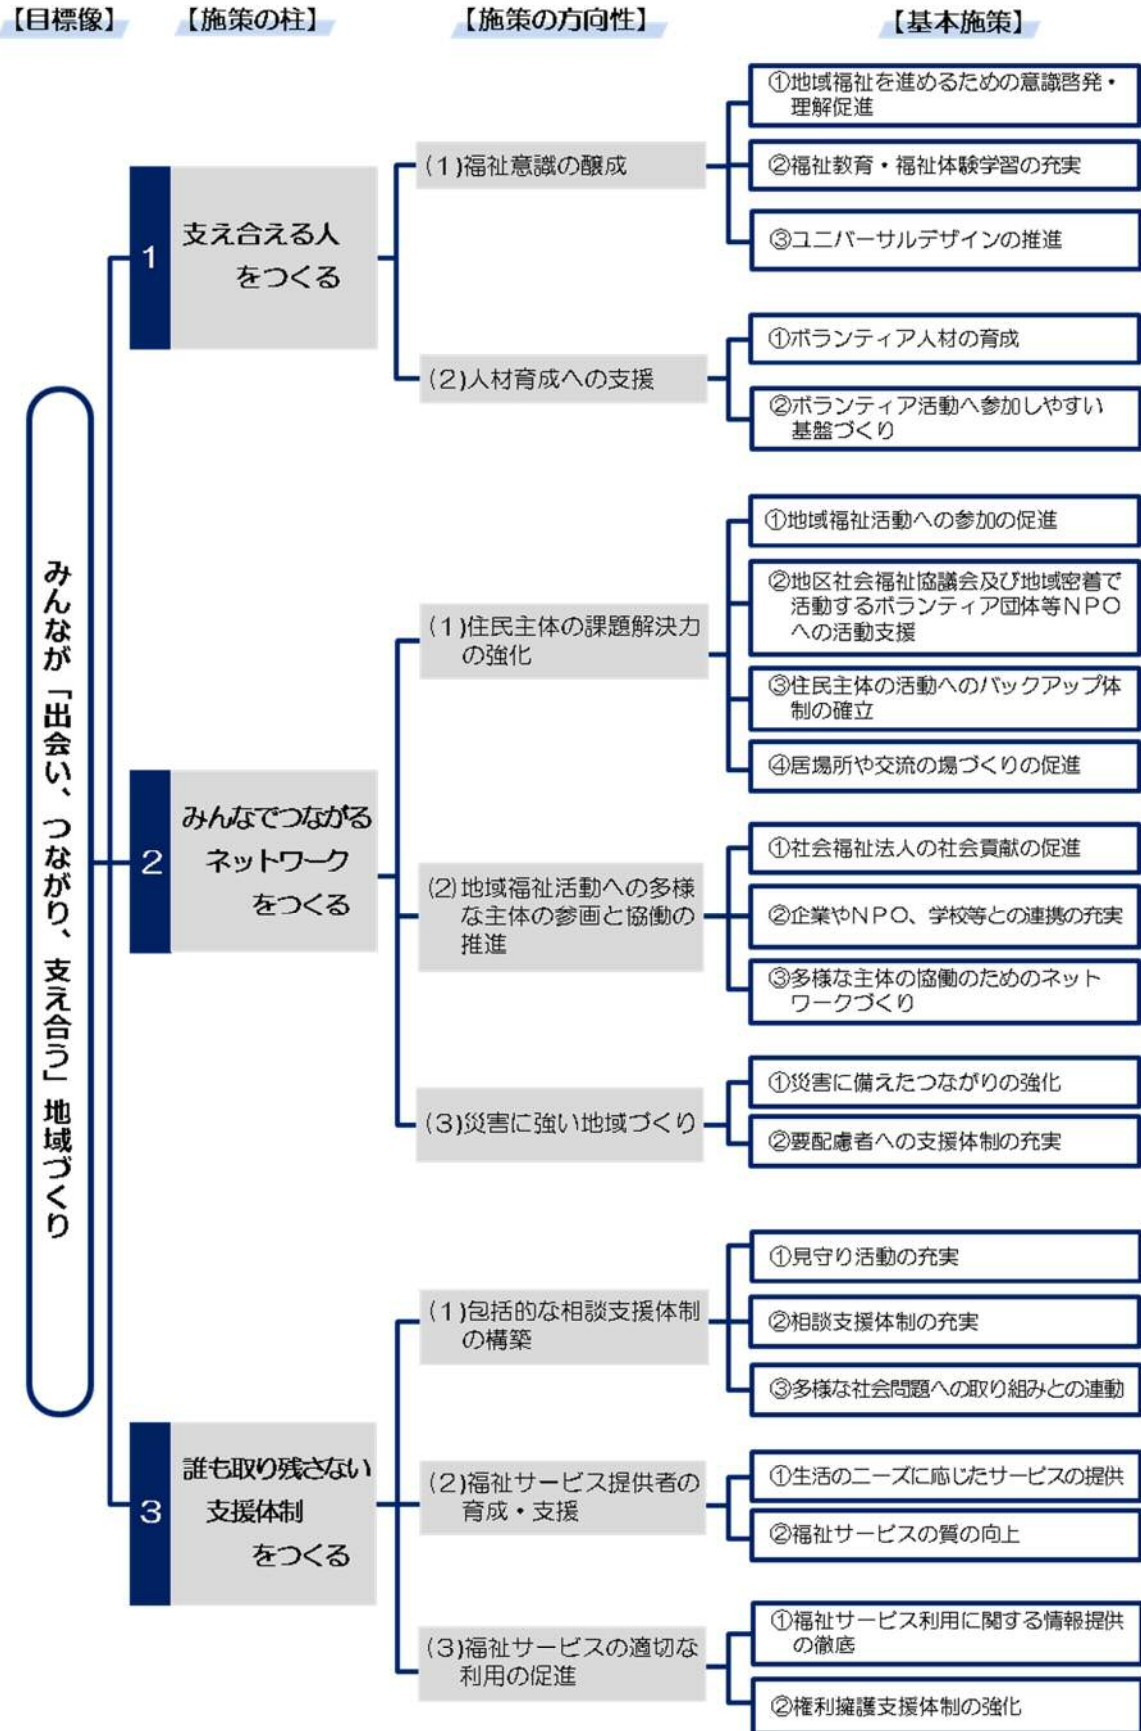 【目標像】
【施策の柱】
【施策の方向性】
【基本施策】
みんなが「出会い、つながり、支え合う」地域づくり
1
支え合える人
をつくる
(1)福祉意識の醸成
①地域福祉を進めるための意識啓発・
理解促進
②福祉教育・福祉体験学習の充実
③ユニバーサルデザインの推進
(2)人材育成への支援
①ボランティア人材の育成
②ボランティア活動へ参加しやすい
基盤づくり
2
みんなでつながる
ネットワーク
をつくる
(1)住民主体の課題解決力
の強化
①地域福祉活動への参加の促進
②地区社会福祉協議会及び地域密着で
活動するボランティア団体等NPO
への活動支援
③住民主体の活動へのバックアップ体
制の確立
④居場所や交流の場づくりの促進
(2)地域福祉活動への多様
な主体の参画と協働の
推進
①社会福祉法人の社会貢献の促進
②企業やNPO、学校等との連携の充実
③多様な主体の協働のためのネット
ワークづくり
(3)災害に強い地域づくり
①災害に備えたつながりの強化
②要配慮者への支援体制の充実
3
誰も取り残さない
支援体制
をつくる
(1)包括的な相談支援体制
の構築
①見守り活動の充実
②相談支援体制の充実
③多様な社会問題への取り組みとの連動
(2)福祉サービス提供者の
育成・支援
①生活のニーズに応じたサービスの提供
②福祉サービスの質の向上
(3)福祉サービスの適切な
利用の促進
①福祉サービス利用に関する情報提供
の徹底
②権利擁護支援体制の強化